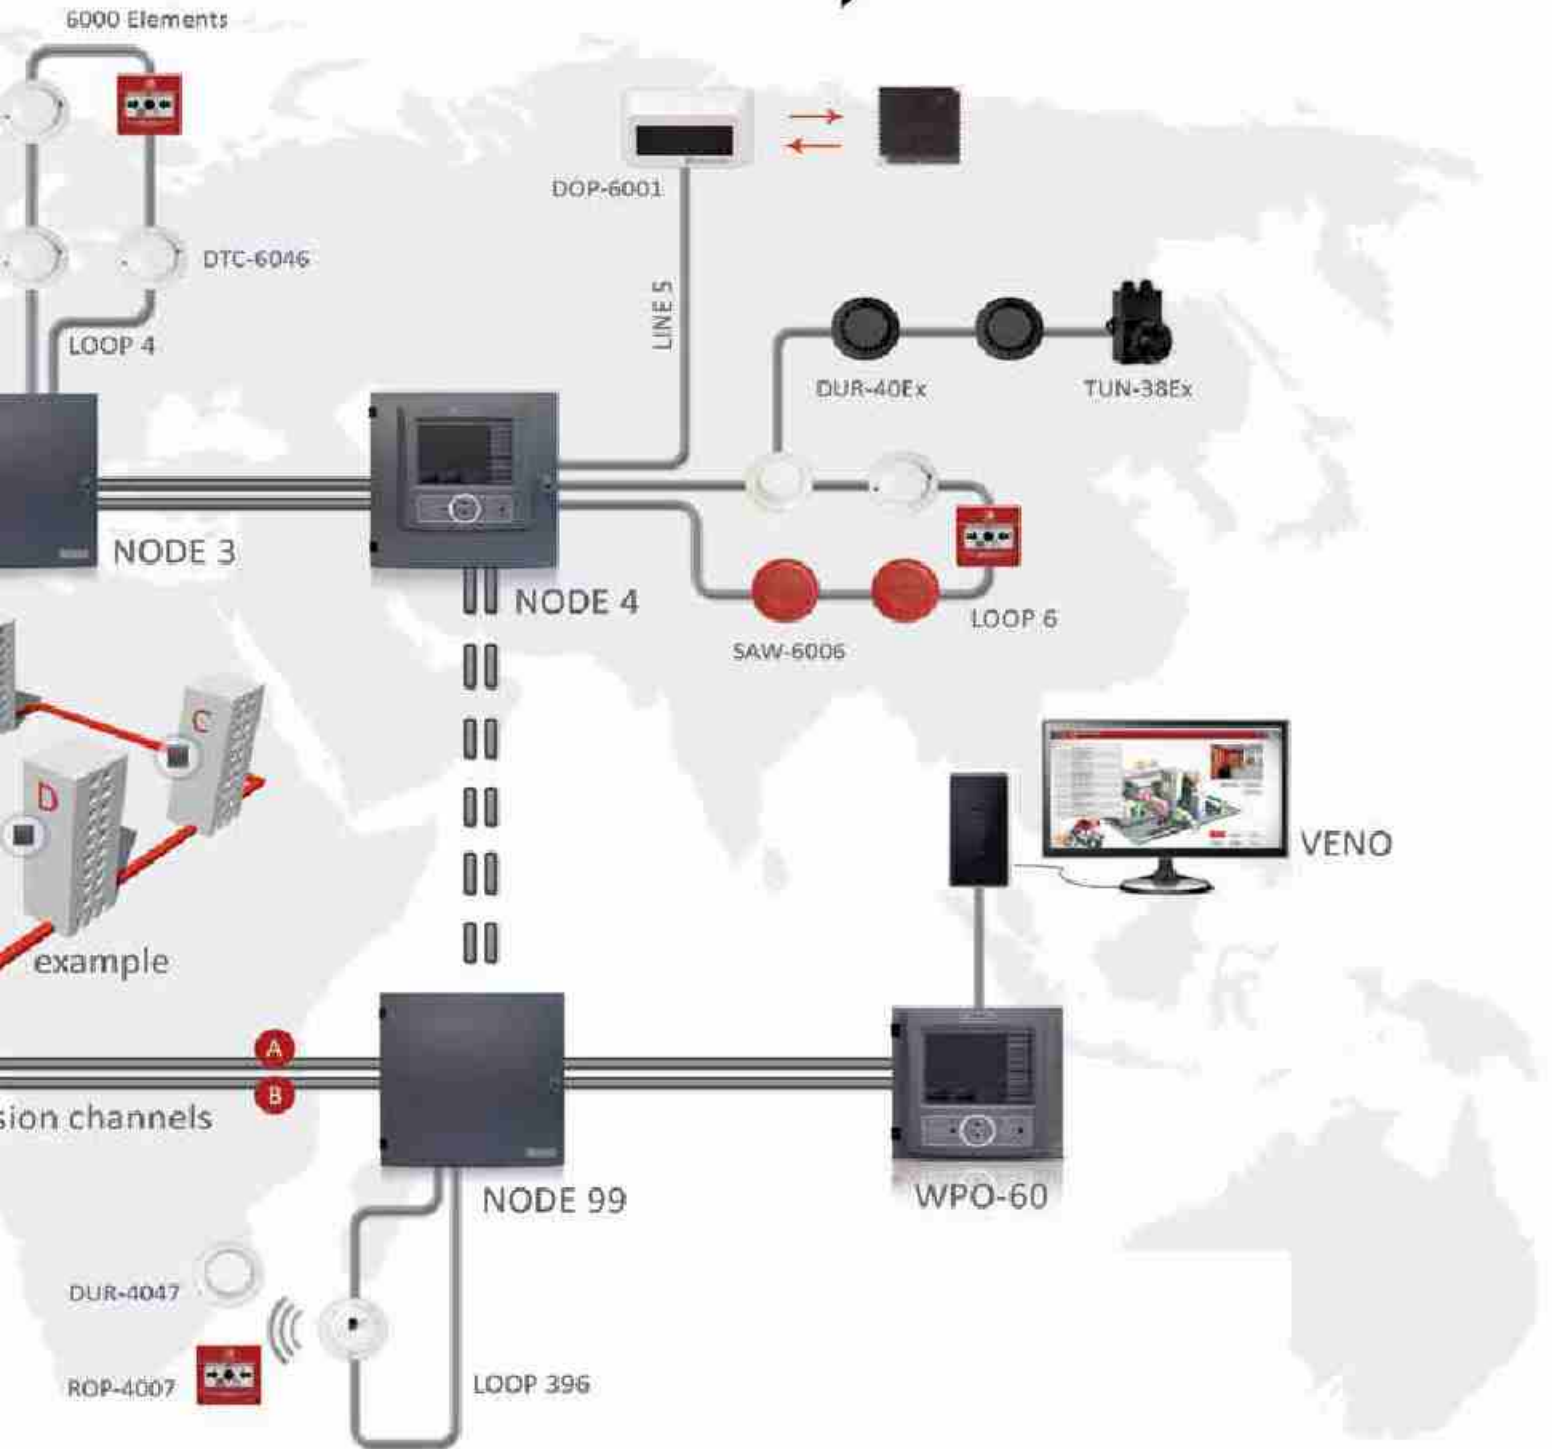 6000 Elements
DOP-6001
DTC-6046
LINE 5
LOOP 4
DUR-40Ex
TUN-38Ex
NODE 3
NODE 4
LOOP 6
SAW-6006
C
D
VENO
example
A
B
sion channels
NODE 99
WPO-60
DUR-4047
ROP-4007
LOOP 396